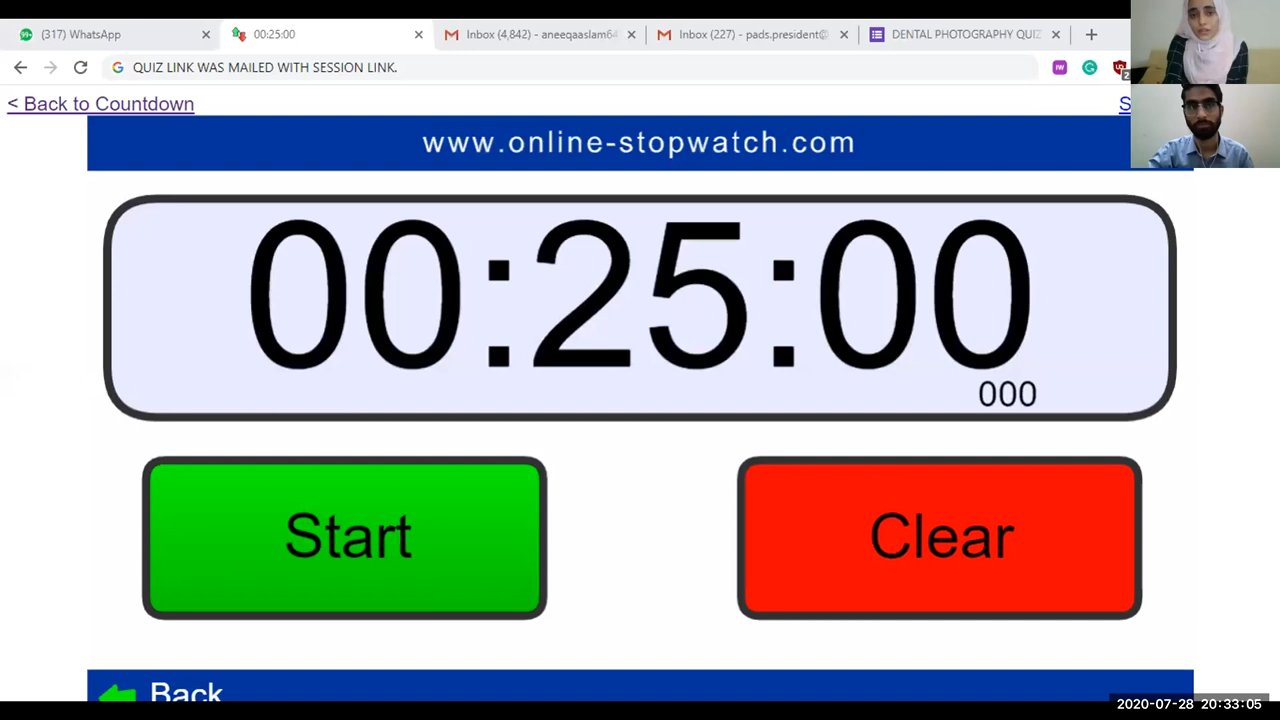 (317) WhatsApp
00:25:00
Inbox (4,842) - aneeqaaslam64
Inbox (227) - pads.president@
DENTAL PHOTOGRAPHY QUIZ
QUIZ LINK WAS MAILED WITH SESSION LINK.
< Back to Countdown
S
www.online-stopwatch.com
00:25:00
000
Start
Clear
Back
2020-07-28 20:33:05